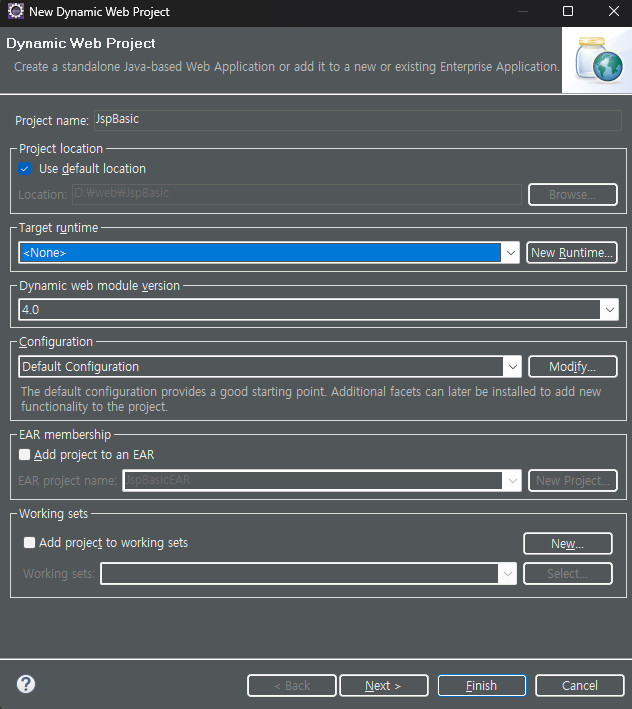 New Dynamic Web Project
Dynamic Web Project
Create a standalone Java-based Web Application or add it to a new or existing Enterprise Application.
Project name: JspBasic
Project location
Use default location
Location: D:₩web₩JspBasic Browse...
Target runtime
<None> New Runtime...
Dynamic web module version
4.0
Configuration
Default Configuration Modify...
The default configuration provides a good starting point. Additional facets can later be installed to add new
functionality to the project.
EAR membership
Add project to an EAR
EAR project name: JspBasicEAR New Project...
Working sets
Add project to working sets New...
Working sets: Select...
? < Back Next > Finish Cancel